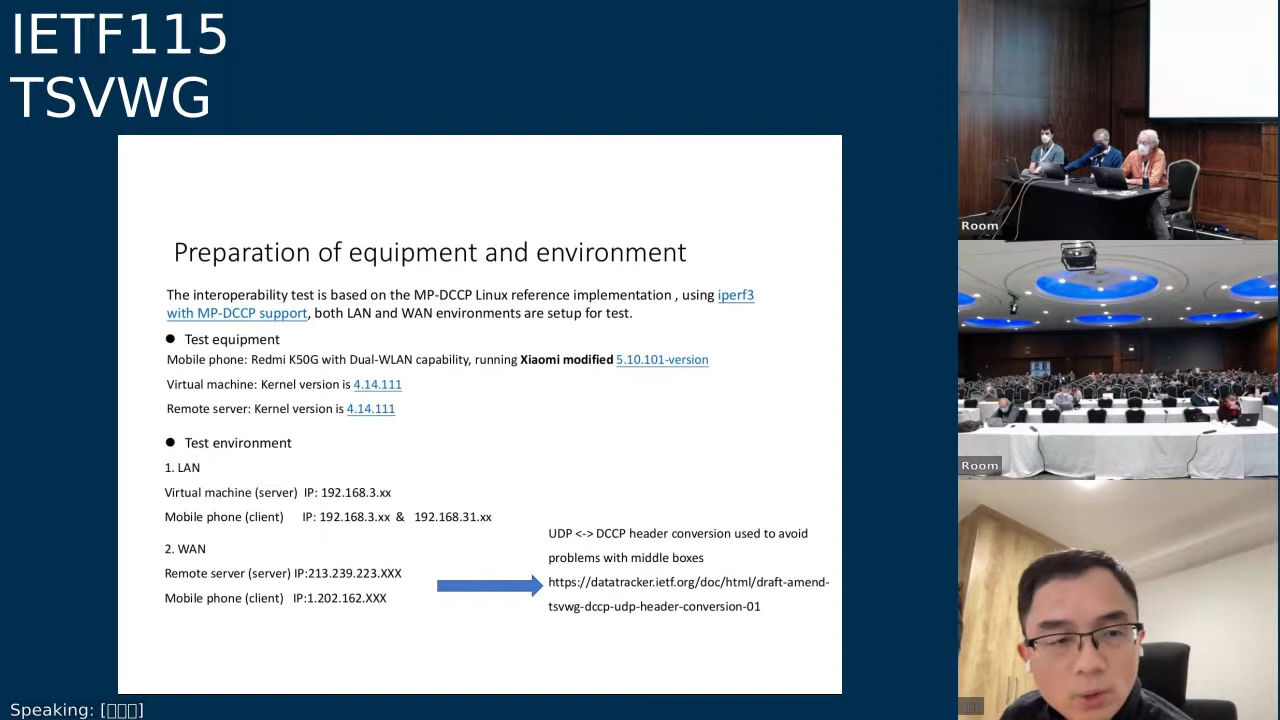 IETF115
TSVWG
Preparation of equipment and environment
The interoperability test is based on the MP-DCCP Linux reference implementation , using iperf3
with MP-DCCP support, both LAN and WAN environments are setup for test.
● Test equipment
Mobile phone: Redmi K50G with Dual-WLAN capability, running Xiaomi modified 5.10.101-version
Virtual machine: Kernel version is 4.14.111
Remote server: Kernel version is 4.14.111
● Test environment
1. LAN
Virtual machine (server) IP: 192.168.3.xx
Mobile phone (client) IP: 192.168.3.xx & 192.168.31.xx
2. WAN
Remote server (server) IP:213.239.223.XXX
Mobile phone (client) IP:1.202.162.XXX
UDP <-> DCCP header conversion used to avoid
problems with middle boxes
https://datatracker.ietf.org/doc/html/draft-amend-
tsvwg-dccp-udp-header-conversion-01
Room
Room
Speaking: [▯▯▯]